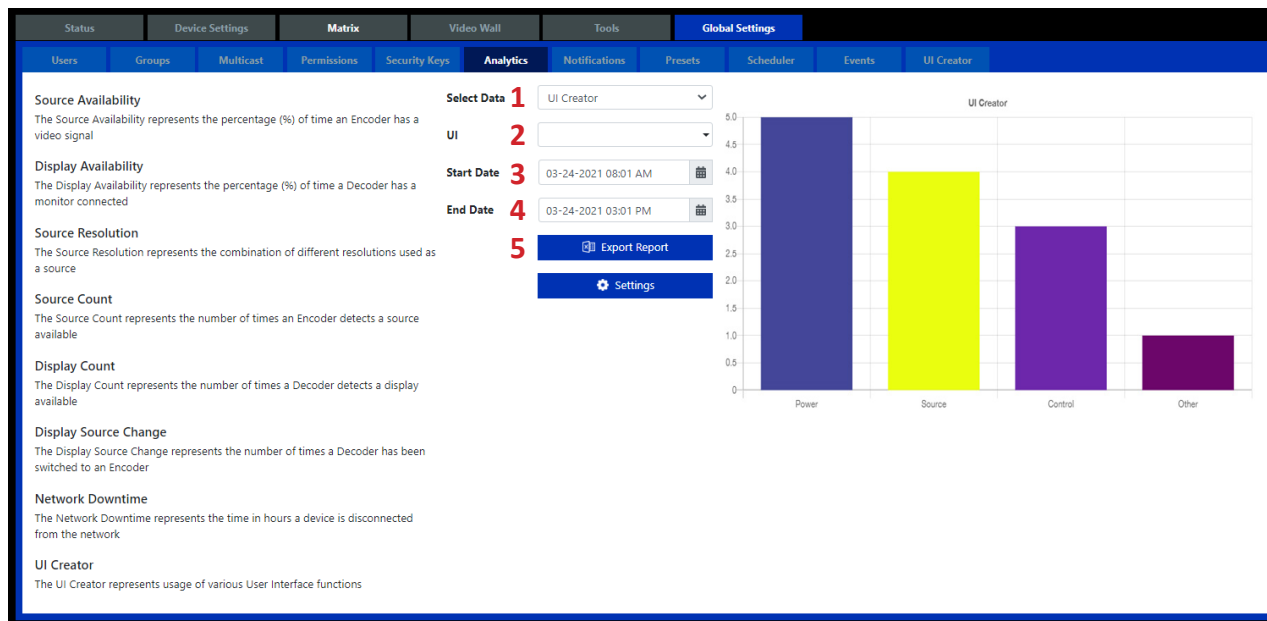 Status Device Settings Matrix Video Wall Tools Global Settings
Users Groups Multicast Permissions Security Keys Analytics Notifications Presets Scheduler Events UI Creator
Source Availability
The Source Availability represents the percentage (%) of time an Encoder has a
video signal
Display Availability
The Display Availability represents the percentage (%) of time a Decoder has a
monitor connected
Source Resolution
The Source Resolution represents the combination of different resolutions used as
a source
Source Count
The Source Count represents the number of times an Encoder detects a source
available
Display Count
The Display Count represents the number of times a Decoder detects a display
available
Display Source Change
The Display Source Change represents the number of times a Decoder has been
switched to an Encoder
Network Downtime
The Network Downtime represents the time in hours a device is disconnected
from the network
UI Creator
The UI Creator represents usage of various User Interface functions
Select Data 1 UI Creator
UI 2
Start Date 3 03-24-2021 08:01 AM
End Date 4 03-24-2021 03:01 PM
5 Export Report
Settings
UI Creator
5.0
4.5
4.0
3.5
3.0
2.5
2.0
1.5
1.0
0.5
0
Power Source Control Other